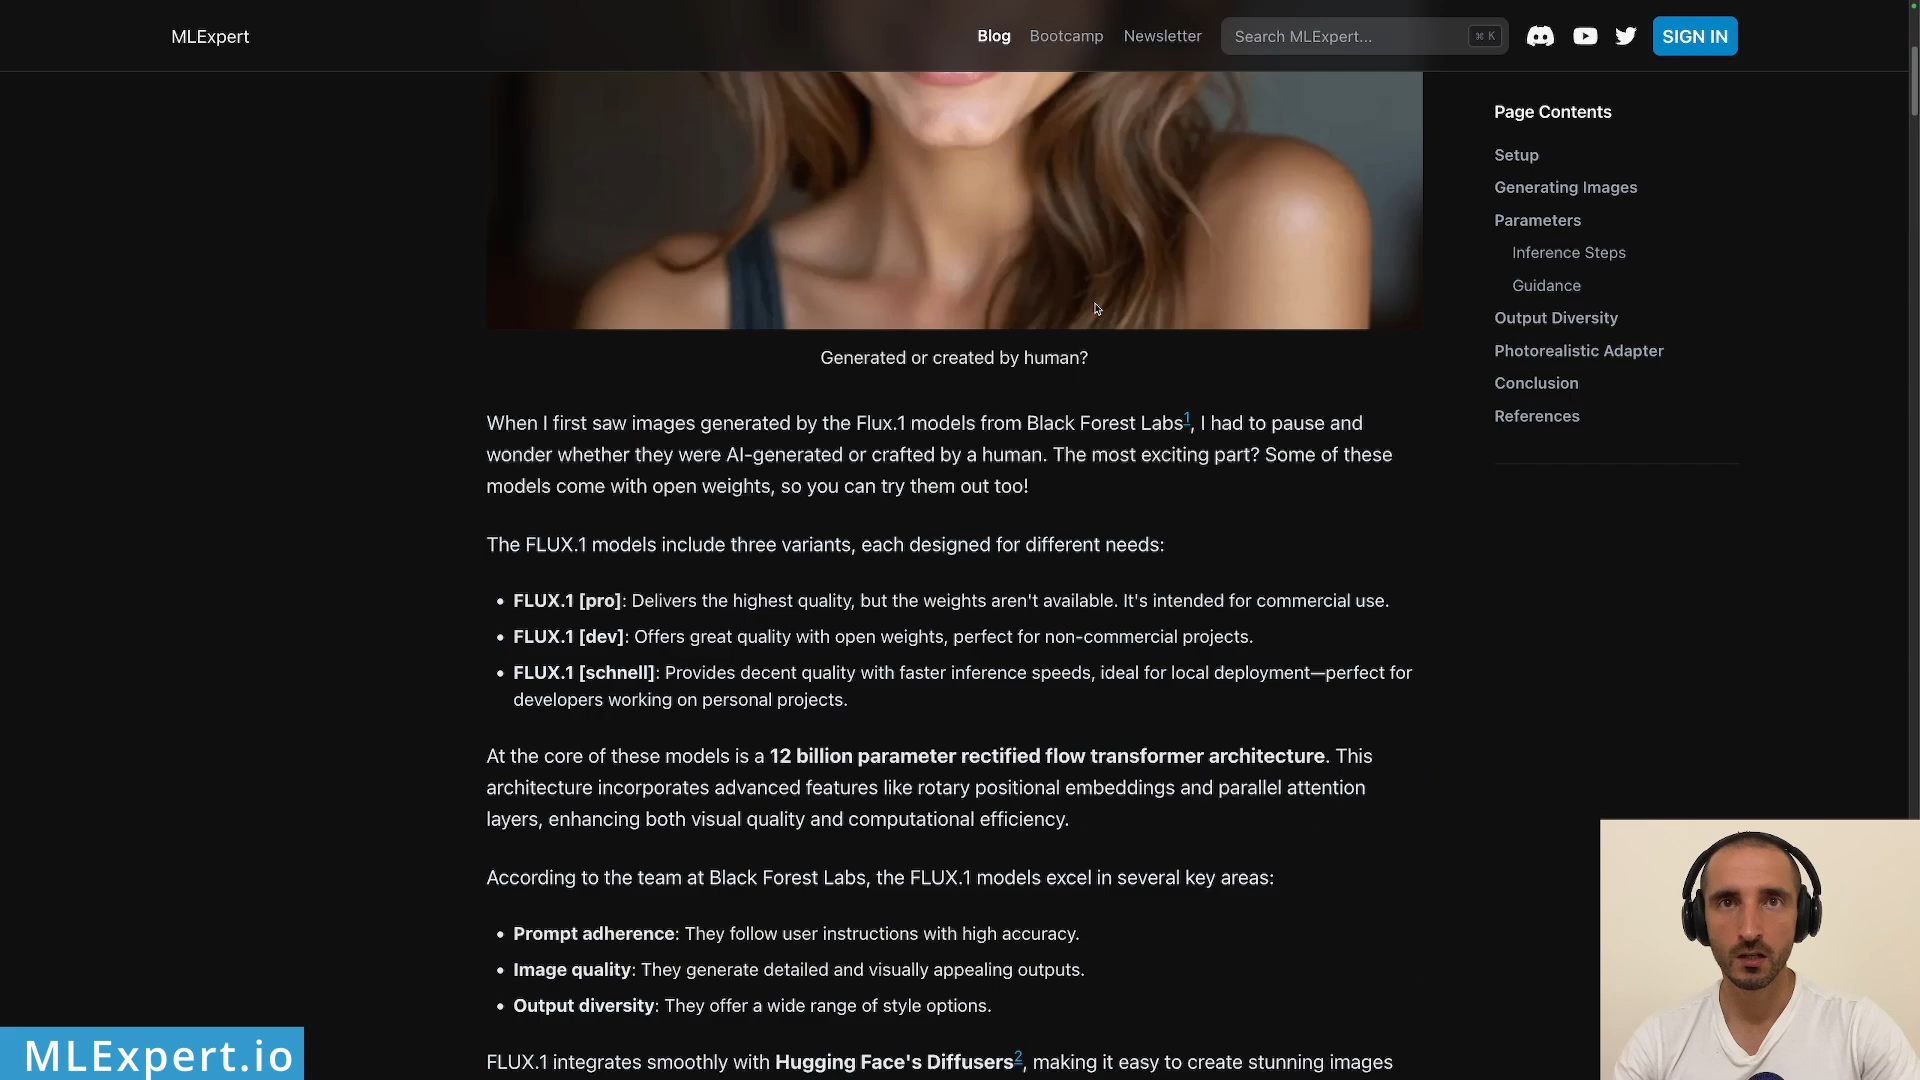 MLExpert
Blog Bootcamp Newsletter Search MLExpert... ⌘ K SIGN IN
Page Contents
Setup
Generating Images
Parameters
Inference Steps
Guidance
Output Diversity
Photorealistic Adapter
Conclusion
References
Generated or created by human?
When I first saw images generated by the Flux.1 models from Black Forest Labs1, I had to pause and
wonder whether they were AI-generated or crafted by a human. The most exciting part? Some of these
models come with open weights, so you can try them out too!
The FLUX.1 models include three variants, each designed for different needs:
• FLUX.1 [pro]: Delivers the highest quality, but the weights aren't available. It's intended for commercial use.
• FLUX.1 [dev]: Offers great quality with open weights, perfect for non-commercial projects.
• FLUX.1 [schnell]: Provides decent quality with faster inference speeds, ideal for local deployment—perfect for
developers working on personal projects.
At the core of these models is a 12 billion parameter rectified flow transformer architecture. This
architecture incorporates advanced features like rotary positional embeddings and parallel attention
layers, enhancing both visual quality and computational efficiency.
According to the team at Black Forest Labs, the FLUX.1 models excel in several key areas:
• Prompt adherence: They follow user instructions with high accuracy.
• Image quality: They generate detailed and visually appealing outputs.
• Output diversity: They offer a wide range of style options.
FLUX.1 integrates smoothly with Hugging Face's Diffusers2, making it easy to create stunning images
MLExpert.io